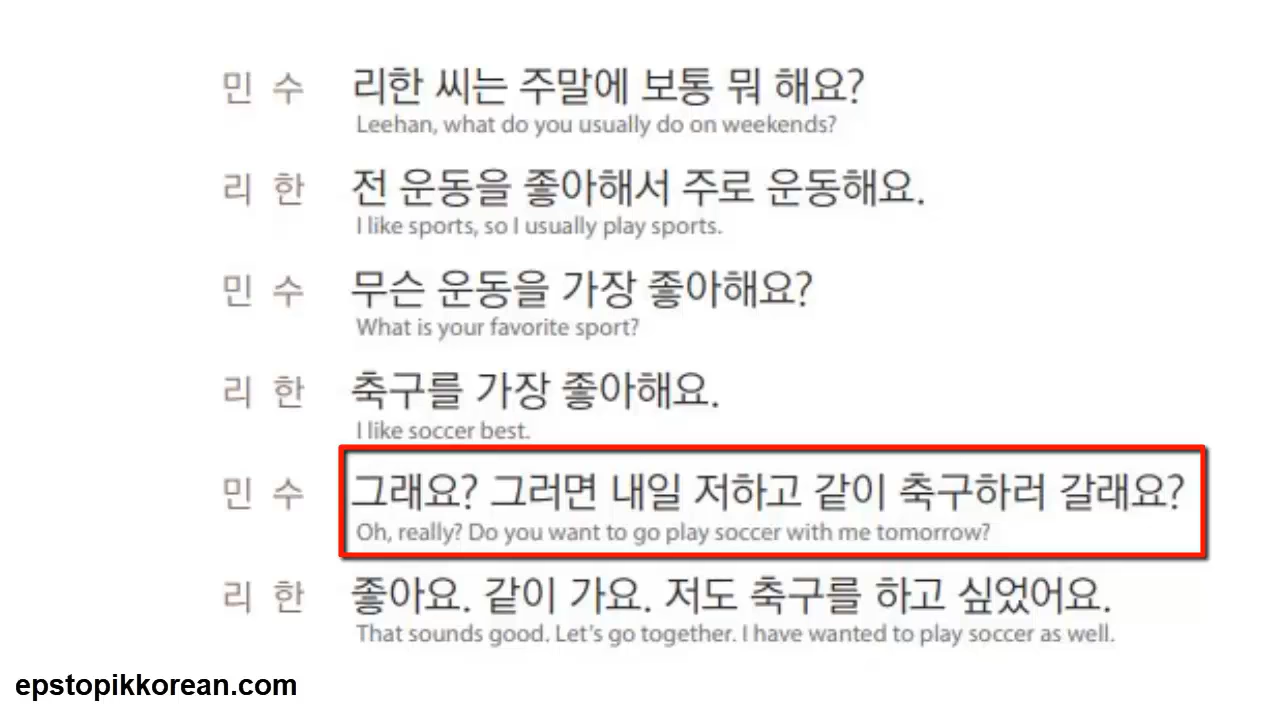 민 수 리한 씨는 주말에 보통 뭐 해요?
Leehan, what do you usually do on weekends?
리 한 전 운동을 좋아해서 주로 운동해요.
I like sports, so I usually play sports.
민 수 무슨 운동을 가장 좋아해요?
What is your favorite sport?
리 한 축구를 가장 좋아해요.
I like soccer best.
민 수 그래요? 그러면 내일 저하고 같이 축구하러 갈래요?
Oh, really? Do you want to go play soccer with me tomorrow?
리 한 좋아요. 같이 가요. 저도 축구를 하고 싶었어요.
That sounds good. Let's go together. I have wanted to play soccer as well.
epstopikkorean.com